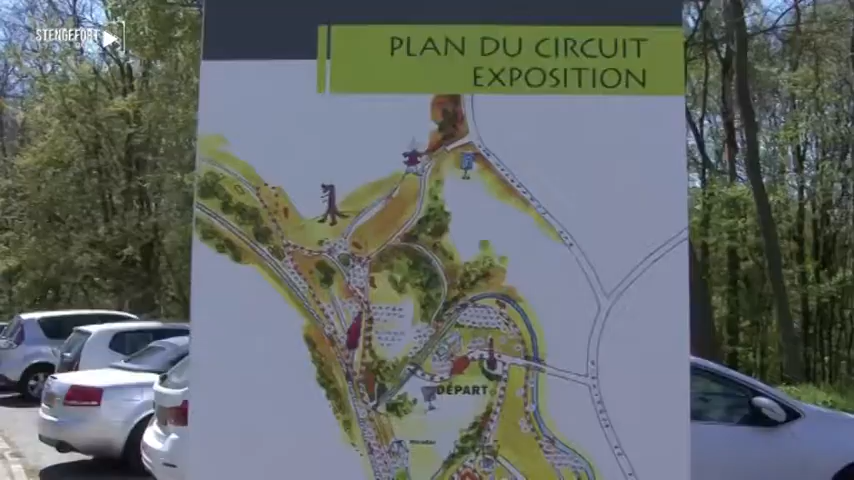 STENGEFORT
PLAN DU CIRCUIT
EXPOSITION
DÉPART